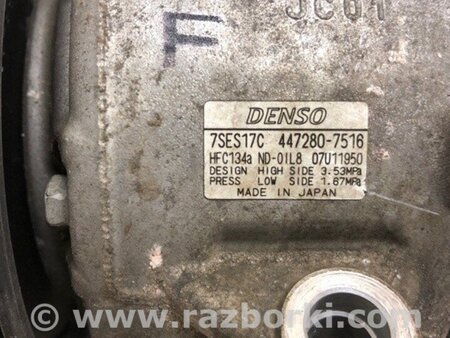 JC01
F
DENSO
7SES17C 447280-7516
HFC134a ND-OIL8 07U11950
DESIGN HIGH SIDE 3.53MPa
PRESS LOW SIDE 1.67MPa
MADE IN JAPAN
© www.razborki.com